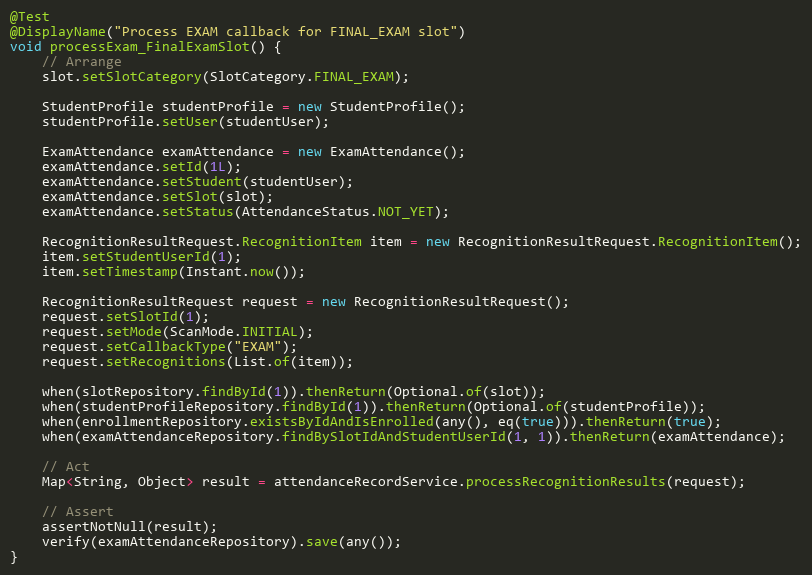 @Test
@DisplayName("Process EXAM callback for FINAL_EXAM slot")
void processExam_FinalExamSlot() {
    // Arrange
    slot.setSlotCategory(SlotCategory.FINAL_EXAM);

    StudentProfile studentProfile = new StudentProfile();
    studentProfile.setUser(studentUser);

    ExamAttendance examAttendance = new ExamAttendance();
    examAttendance.setId(1L);
    examAttendance.setStudent(studentUser);
    examAttendance.setSlot(slot);
    examAttendance.setStatus(AttendanceStatus.NOT_YET);

    RecognitionResultRequest.RecognitionItem item = new RecognitionResultRequest.RecognitionItem();
    item.setStudentUserId(1);
    item.setTimestamp(Instant.now());

    RecognitionResultRequest request = new RecognitionResultRequest();
    request.setSlotId(1);
    request.setMode(ScanMode.INITIAL);
    request.setCallbackType("EXAM");
    request.setRecognitions(List.of(item));

    when(slotRepository.findById(1)).thenReturn(Optional.of(slot));
    when(studentProfileRepository.findById(1)).thenReturn(Optional.of(studentProfile));
    when(enrollmentRepository.existsByIdAndIsEnrolled(any(), eq(true))).thenReturn(true);
    when(examAttendanceRepository.findBySlotIdAndStudentUserId(1, 1)).thenReturn(examAttendance);

    // Act
    Map<String, Object> result = attendanceRecordService.processRecognitionResults(request);

    // Assert
    assertNotNull(result);
    verify(examAttendanceRepository).save(any());
}